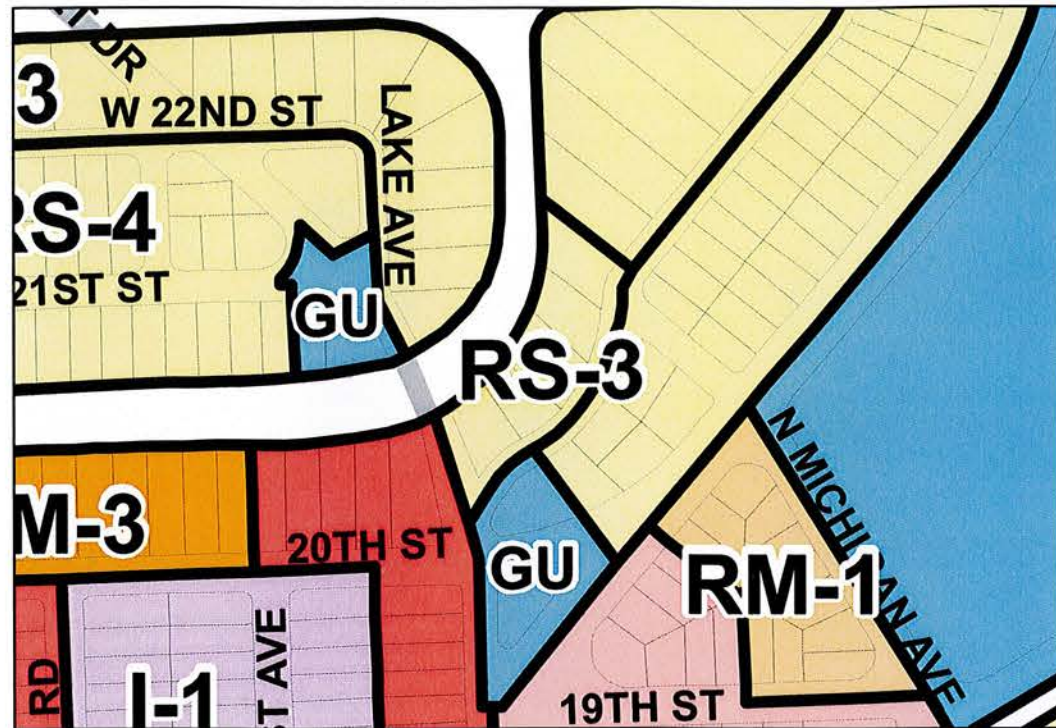 DR
3
W 22ND ST
LAKE AVE
RS-4
21ST ST
GU
RS-3
N MICHIGAN AVE
M-3
20TH ST
GU
RM-1
RD
I-1
ST AVE
19TH ST